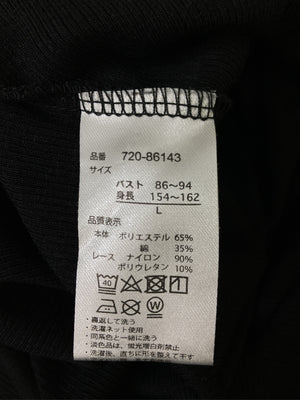 品番 720-86143
サイズ
バスト 86～94
身長 154～162
L
品質表示
本体 ポリエステル 65%
綿 35%
レース ナイロン 90%
ポリウレタン 10%
40
W
・裏返して洗う
・洗濯ネット使用
・同系色と一緒に洗う
・淡色品は、蛍光増白剤禁止
・洗濯後、直ちに形を整えて干す